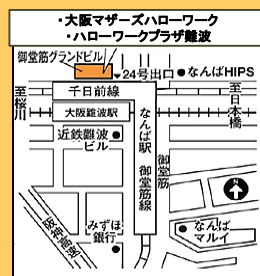 ・大阪マザーズハローワーク
・ハローワークプラザ難波
御堂筋グランドビル
24号出口
なんばHIPS
至桜川
千日前線
至日本橋
大阪難波駅
近鉄難波
ビル
なんば駅 御堂筋線
御堂筋
阪神高速
みずほ
銀行
なんば
マルイ